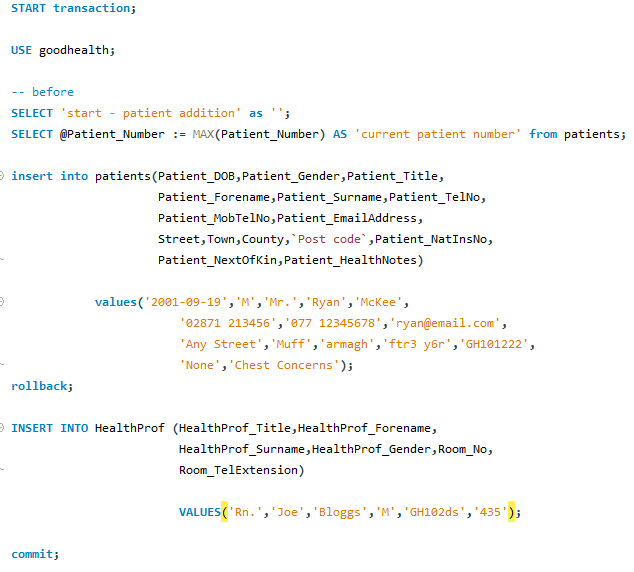 START transaction;
USE goodhealth;
-- before
SELECT 'start - patient addition' as '';
SELECT @Patient_Number := MAX(Patient_Number) AS 'current patient number' from patients;
insert into patients(Patient_DOB,Patient_Gender,Patient_Title,
Patient_Forename,Patient_Surname,Patient_TelNo,
Patient_MobTelNo,Patient_EmailAddress,
Street,Town,County,`Post code`,Patient_NatInsNo,
Patient_NextOfKin,Patient_HealthNotes)
values('2001-09-19','M','Mr.','Ryan','McKee',
'02871 213456','077 12345678','ryan@email.com',
'Any Street','Muff','armagh','ftr3 y6r','GH101222',
'None','Chest Concerns');
rollback;
INSERT INTO HealthProf (HealthProf_Title,HealthProf_Forename,
HealthProf_Surname,HealthProf_Gender,Room_No,
Room_TelExtension)
VALUES('Rn.','Joe','Bloggs','M','GH102ds','435');
commit;